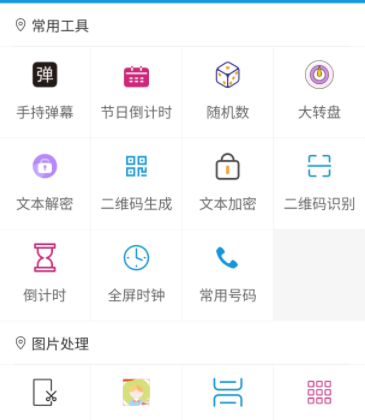 常用工具
弹
手持弹幕 节日倒计时 随机数 大转盘
文本解密 二维码生成 文本加密 二维码识别
倒计时 全屏时钟 常用号码
图片处理